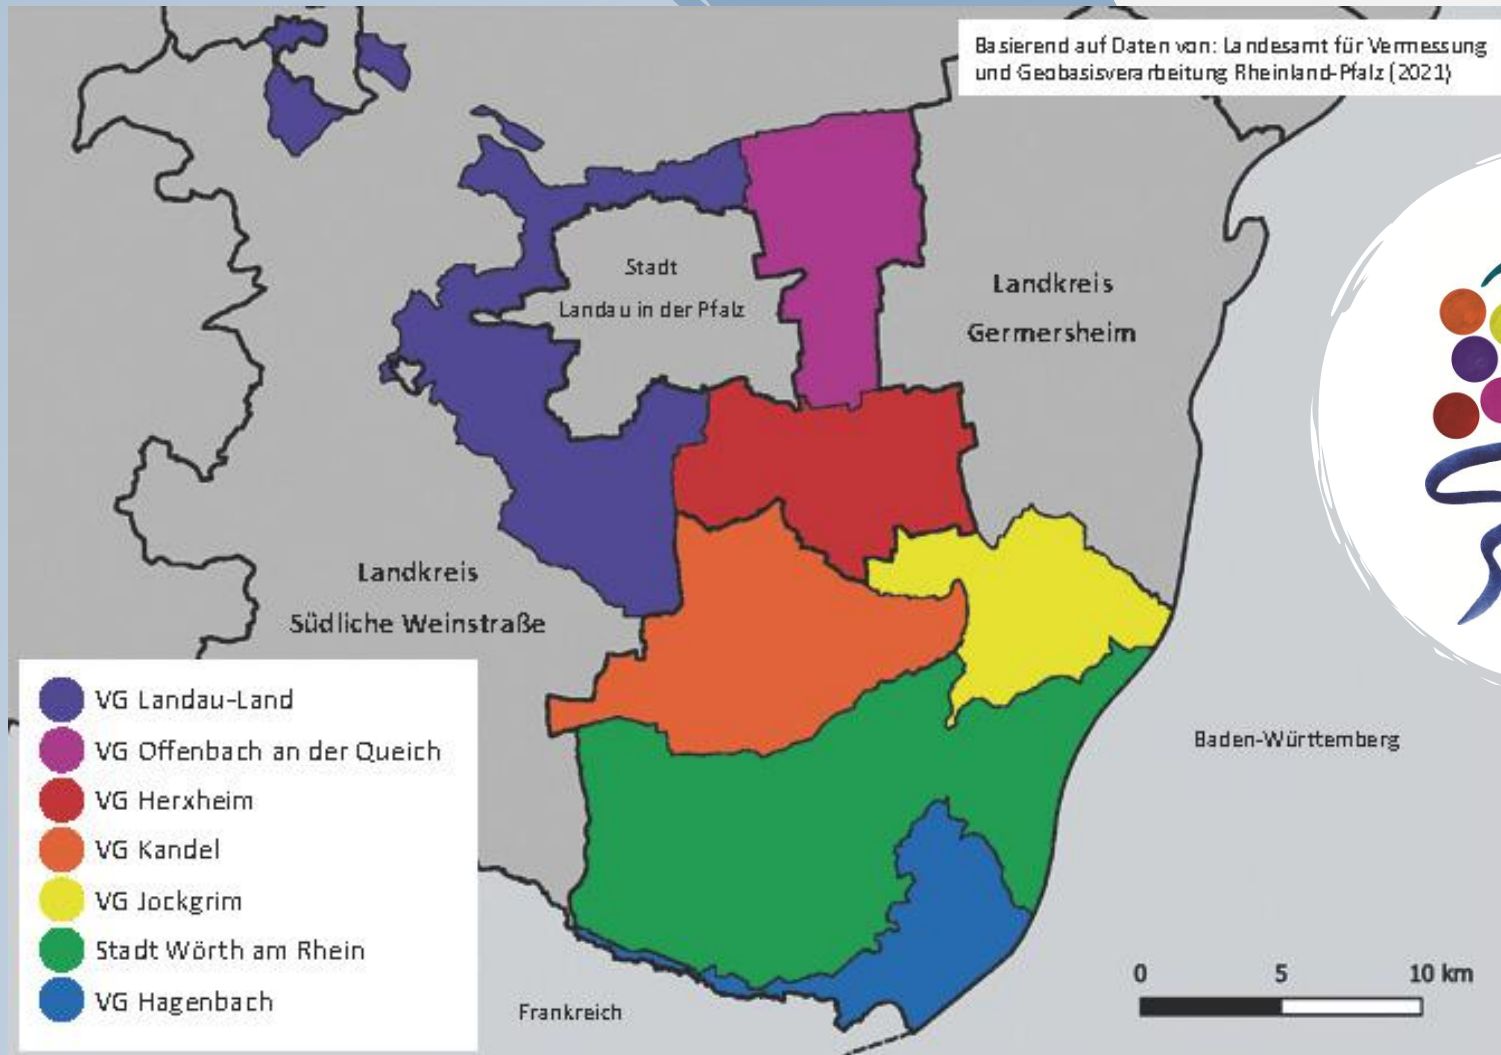 Basierend auf Daten von: Landesamt für Vermessung
und Geobasisverarbeitung Rheinland-Pfalz (2021)
Stadt
Landau in der Pfalz
Landkreis
Germersheim
Landkreis
Südliche Weinstraße
VG Landau-Land
VG Offenbach an der Queich
VG Herxheim
VG Kandel
VG Jockgrim
Stadt Wörth am Rhein
VG Hagenbach
Baden-Württemberg
Frankreich
0 5 10 km